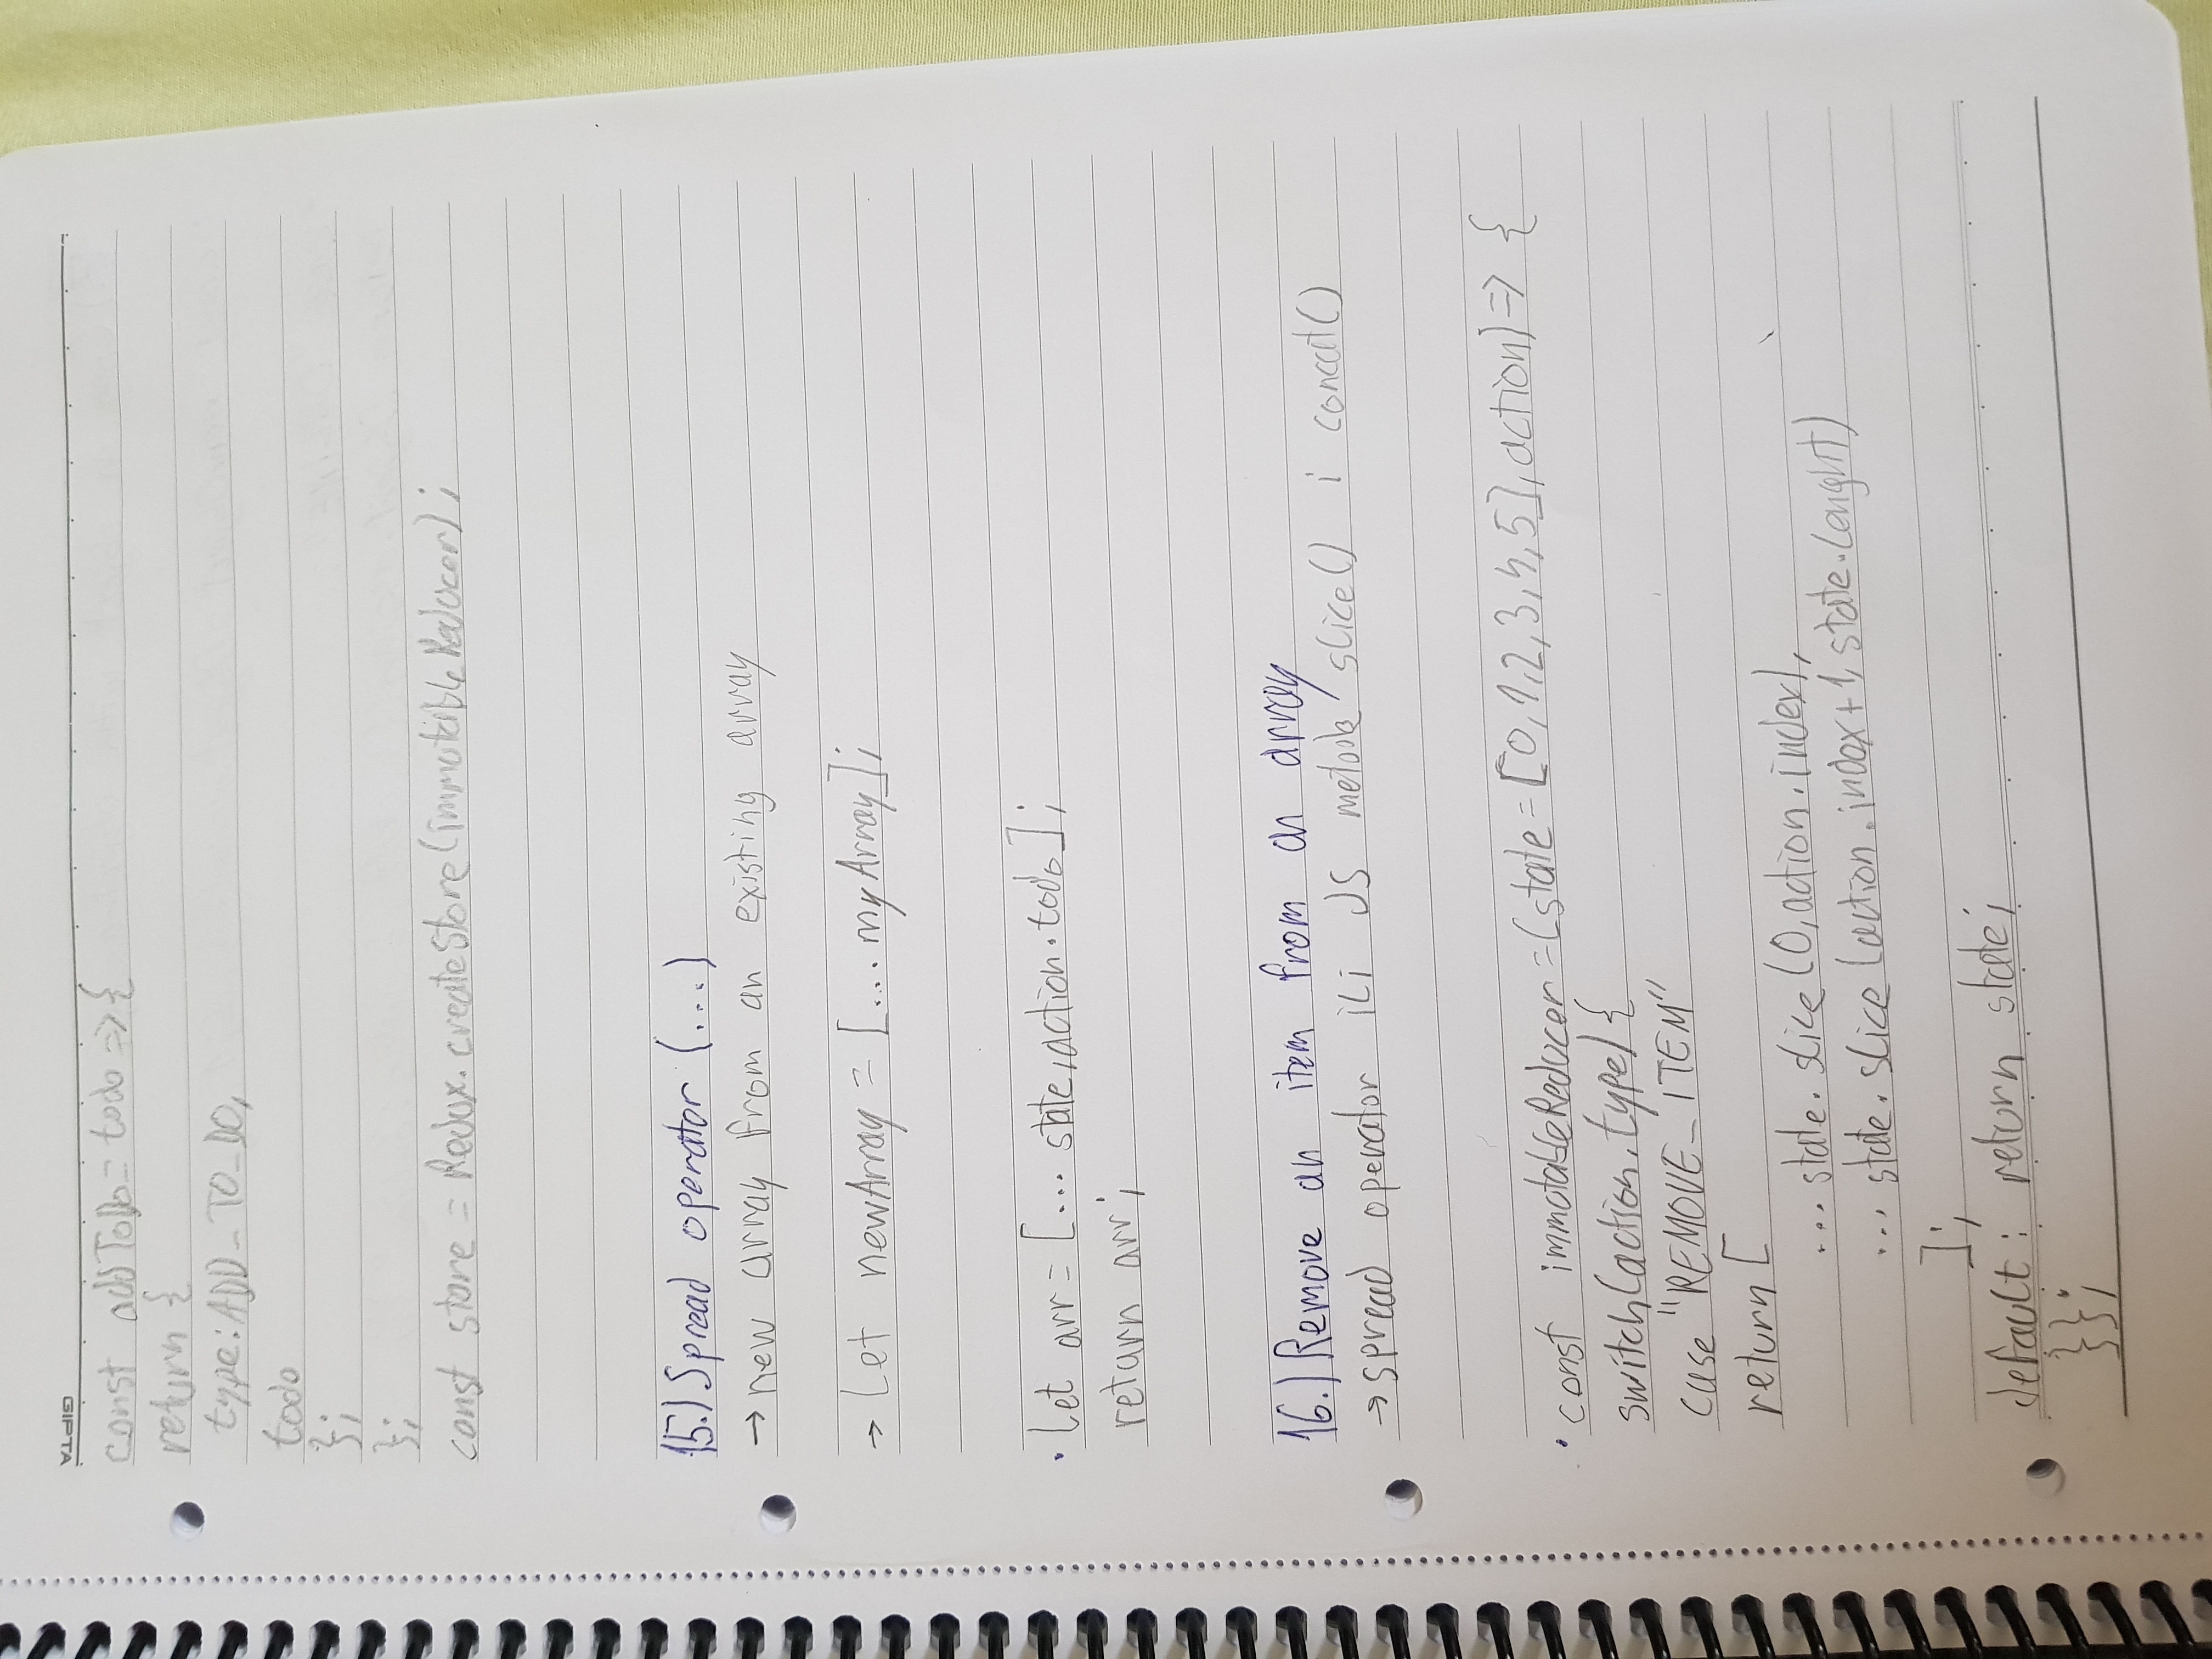 GIPTA
const addToDo = todo => {
return {
type: ADD_TO_DO,
todo
};
};
const store = Redux.createStore(immutableReducer);
15.) Spread operator (...)
→ new array from an existing array
→ let newArray = [...myArray];
• let arr = [...state, action.todo];
return arr;
16.) Remove an item from an array
→ spread operator ili JS metode slice() i concat()
• const immutableReducer = (state = [0,1,2,3,4,5], action) => {
switch(action.type) {
case "REMOVE_ITEM"
return [
...state.slice(0, action.index),
...state.slice(action.index+1, state.lenght)
];
default: return state;
}};